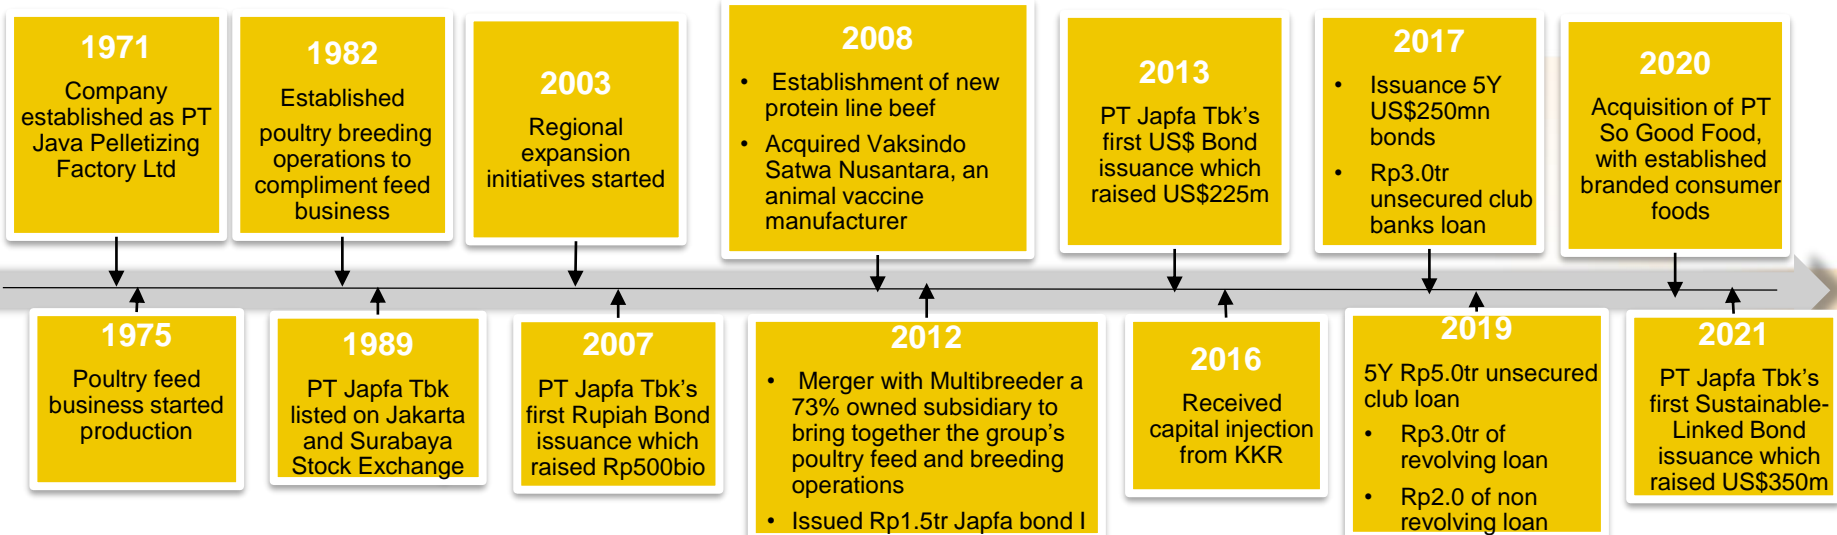 1971
Company
established as PT
Java Pelletizing
Factory Ltd
1982
Established
poultry breeding
operations to
compliment feed
business
2003
Regional
expansion
initiatives started
2008
• Establishment of new
protein line beef
• Acquired Vaksindo
Satwa Nusantara, an
animal vaccine
manufacturer
2013
PT Japfa Tbk’s
first US$ Bond
issuance which
raised US$225m
2017
• Issuance 5Y
US$250mn
bonds
• Rp3.0tr
unsecured club
banks loan
2020
Acquisition of PT
So Good Food,
with established
branded consumer
foods
1975
Poultry feed
business started
production
1989
PT Japfa Tbk
listed on Jakarta
and Surabaya
Stock Exchange
2007
PT Japfa Tbk’s
first Rupiah Bond
issuance which
raised Rp500bio
2012
• Merger with Multibreeder a
73% owned subsidiary to
bring together the group’s
poultry feed and breeding
operations
• Issued Rp1.5tr Japfa bond I
2016
Received
capital injection
from KKR
2019
5Y Rp5.0tr unsecured
club loan
• Rp3.0tr of
revolving loan
• Rp2.0 of non
revolving loan
2021
PT Japfa Tbk’s
first Sustainable-
Linked Bond
issuance which
raised US$350m